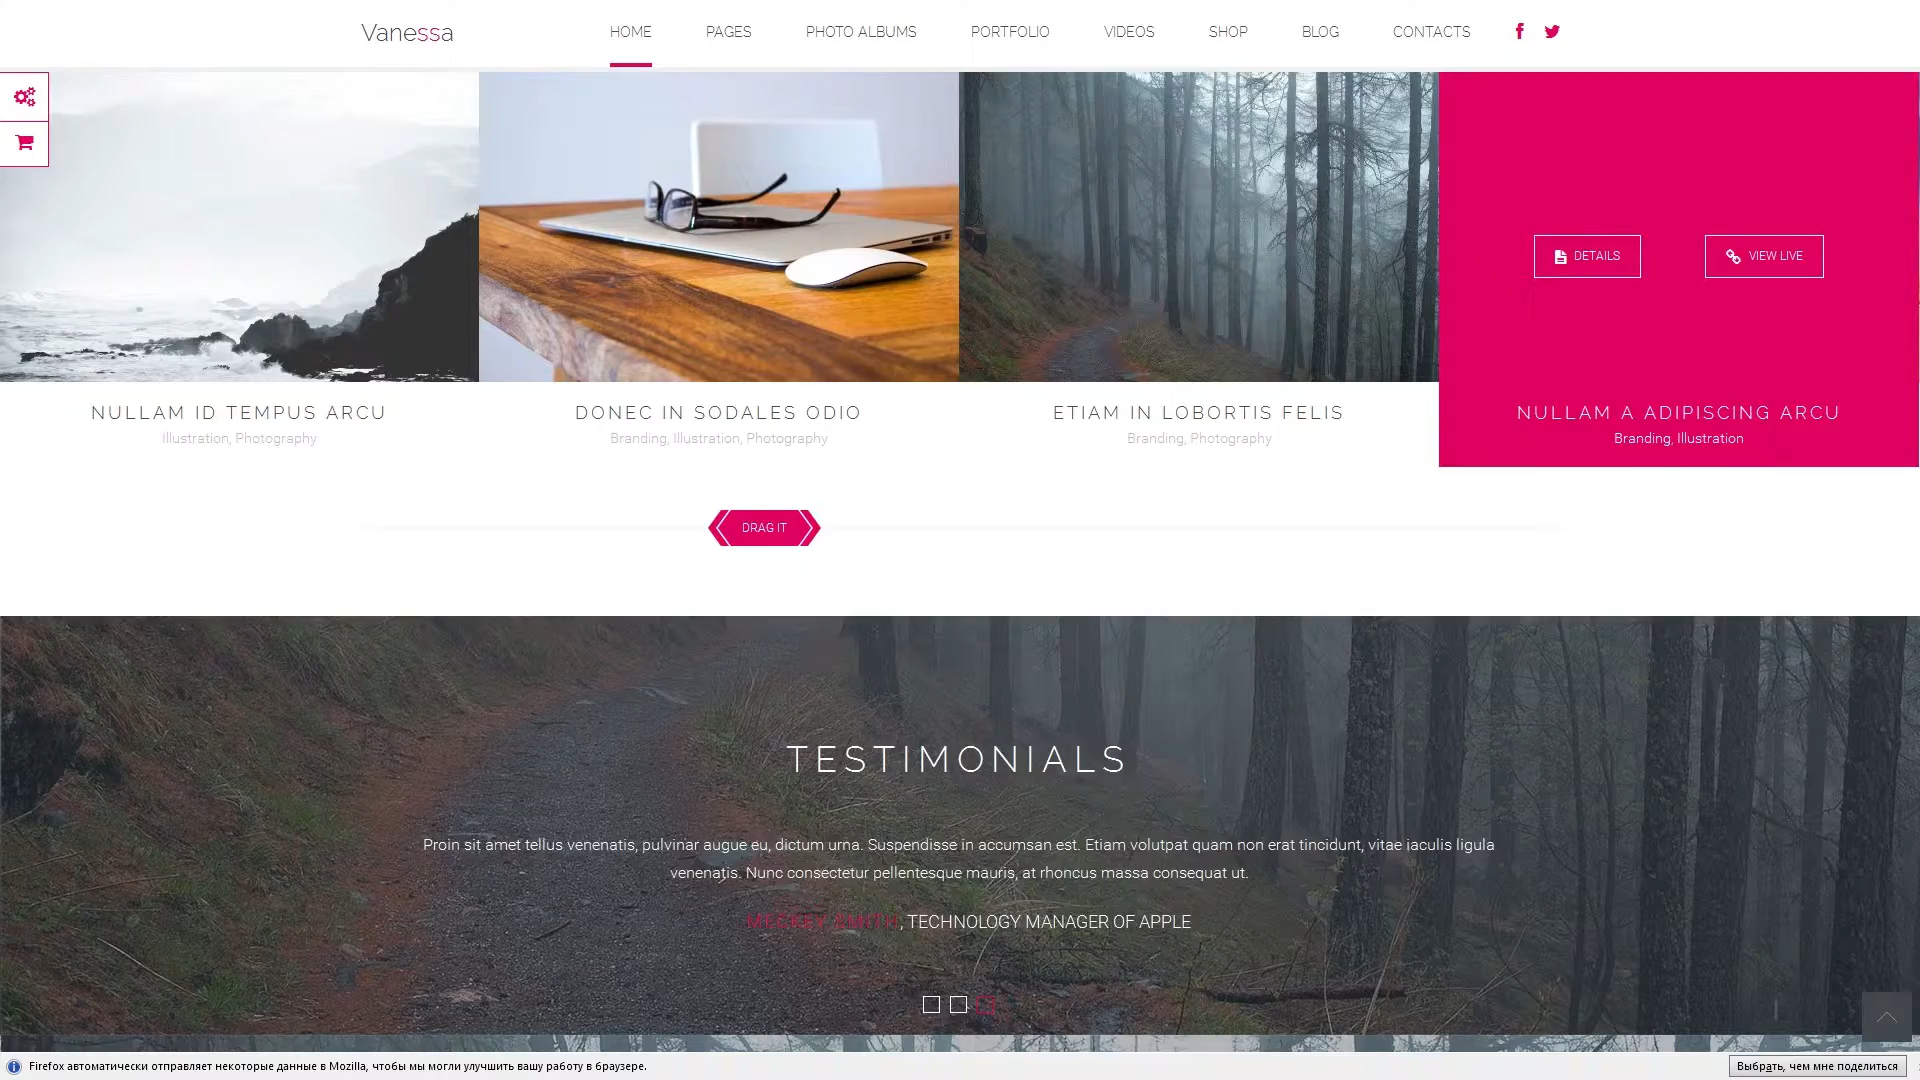 Vanessa
HOME PAGES PHOTO ALBUMS PORTFOLIO VIDEOS SHOP BLOG CONTACTS
DETAILS VIEW LIVE
NULLAM ID TEMPUS ARCU
Illustration, Photography
DONEC IN SODALES ODIO
Branding, Illustration, Photography
ETIAM IN LOBORTIS FELIS
Branding, Photography
NULLAM A ADIPISCING ARCU
Branding, Illustration
DRAG IT
TESTIMONIALS
Proin sit amet tellus venenatis, pulvinar augue eu, dictum urna. Suspendisse in accumsan est. Etiam volutpat quam non erat tincidunt, vitae iaculis ligula
venenatis. Nunc consectetur pellentesque mauris, at rhoncus massa consequat ut.
, TECHNOLOGY MANAGER OF APPLE
Firefox автоматически отправляет некоторые данные в Mozilla, чтобы мы могли улучшить вашу работу в браузере.
Выбрать, чем мне поделиться